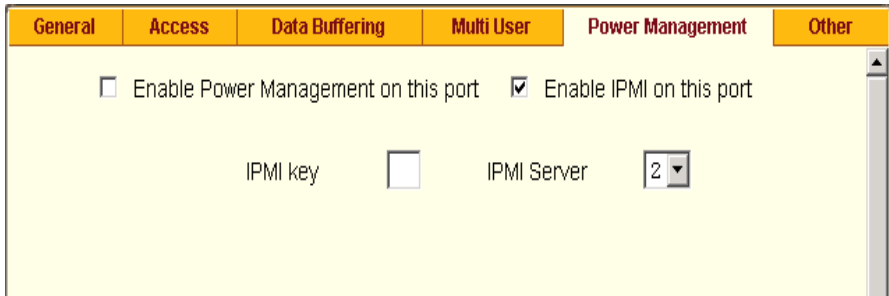 General Access Data Buffering Multi User Power Management Other
Enable Power Management on this port Enable IPMI on this port
IPMI key IPMI Server 2